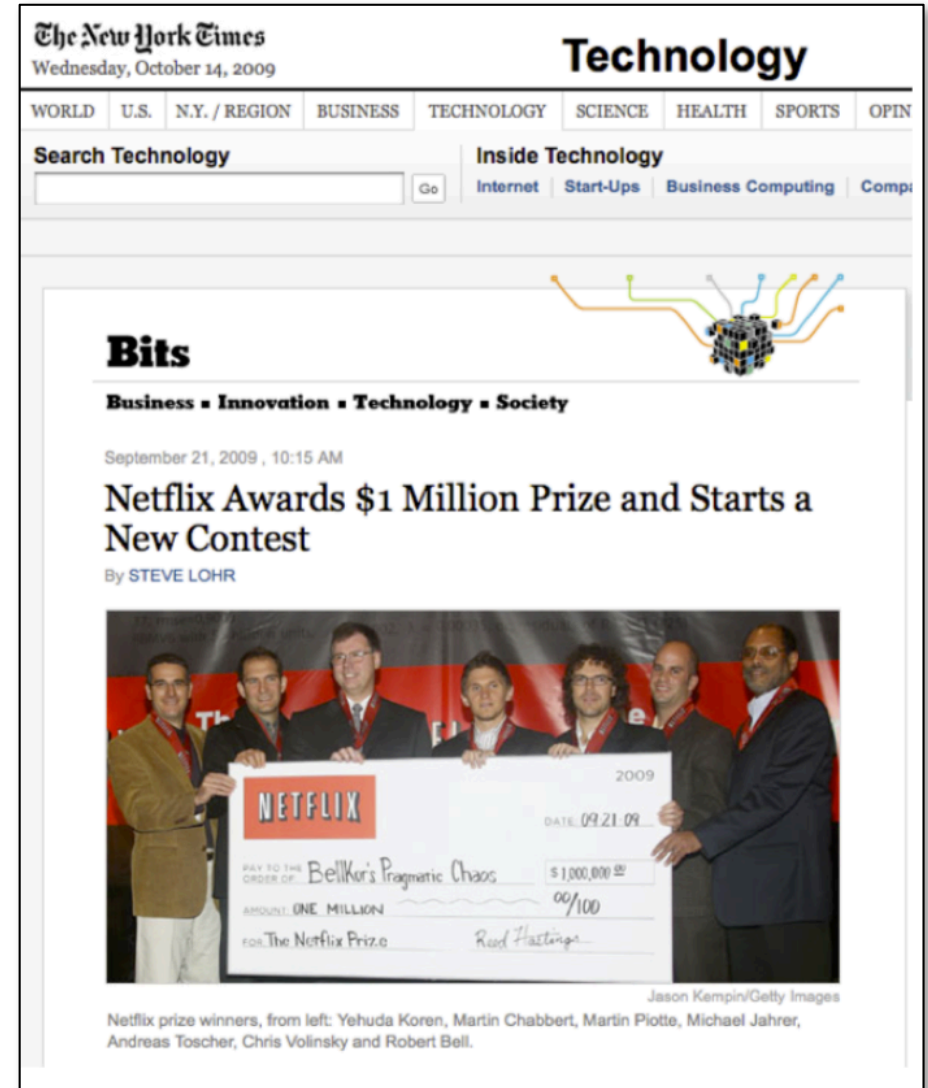 The New York Times
Wednesday, October 14, 2009
Technology
WORLD U.S. N.Y. / REGION BUSINESS TECHNOLOGY SCIENCE HEALTH SPORTS OPIN
Search Technology
Go
Inside Technology
Internet Start-Ups Business Computing Compa
Bits
Business ▪ Innovation ▪ Technology ▪ Society
September 21, 2009 , 10:15 AM
Netflix Awards $1 Million Prize and Starts a
New Contest
By STEVE LOHR
2009
NETFLIX
DATE 09-21-09
PAY TO THE
ORDER OF BellKor's Pragmatic Chaos $ 1,000,000 00
AMOUNT ONE MILLION 00/100
FOR The Netflix Prize Reed Hastings
Jason Kempin/Getty Images
Netflix prize winners, from left: Yehuda Koren, Martin Chabbert, Martin Piotte, Michael Jahrer,
Andreas Toscher, Chris Volinsky and Robert Bell.